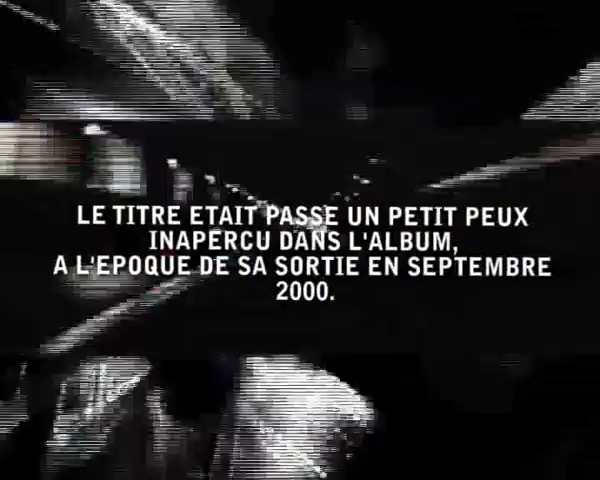 LE TITRE ETAIT PASSE UN PETIT PEUX
INAPERCU DANS L'ALBUM,
A L'EPOQUE DE SA SORTIE EN SEPTEMBRE
2000.